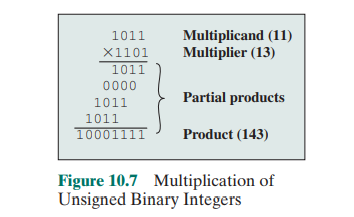 1011 Multiplicand (11)
×1101 Multiplier (13)
1011
0000
1011 Partial products
1011
10001111 Product (143)
Figure 10.7 Multiplication of
Unsigned Binary Integers